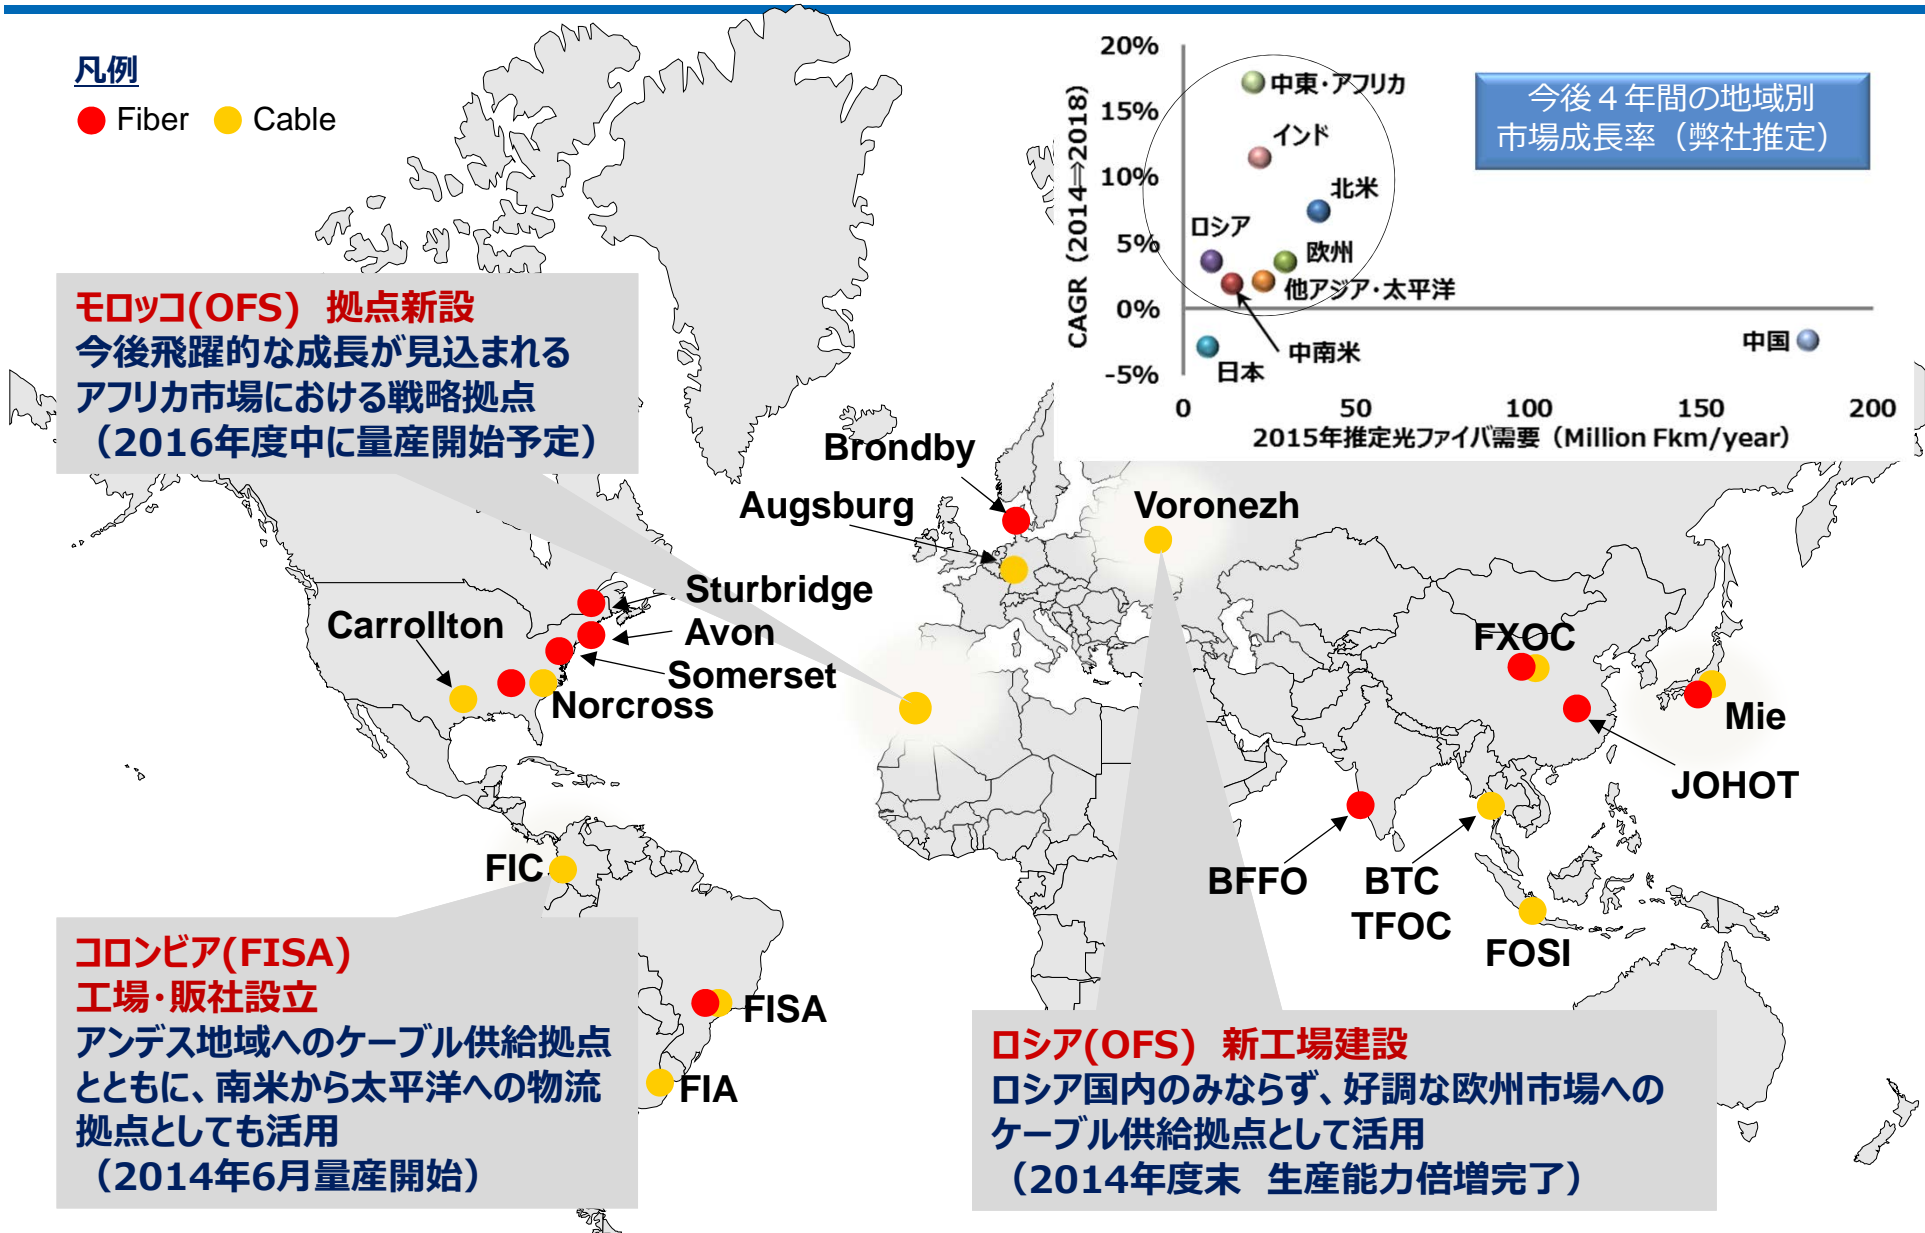 凡例
Fiber
Cable
20%
15%
10%
5%
0%
-5%
CAGR（2014⇒2018）
中東・アフリカ
インド
北米
ロシア
欧州
他アジア・太平洋
中南米
日本
中国
0
50
100
150
200
2015年推定光ファイバ需要（Million Fkm/year）
今後４年間の地域別
市場成長率（弊社推定）
モロッコ(OFS)　拠点新設
今後飛躍的な成長が見込まれる
アフリカ市場における戦略拠点
（2016年度中に量産開始予定）
Brondby
Augsburg
Voronezh
Sturbridge
Carrollton
Avon
Somerset
Norcross
FXOC
Mie
JOHOT
FIC
BFFO
BTC
TFOC
FOSI
FISA
FIA
コロンビア(FISA)
工場・販社設立
アンデス地域へのケーブル供給拠点
とともに、南米から太平洋への物流
拠点としても活用
（2014年6月量産開始）
ロシア(OFS)　新工場建設
ロシア国内のみならず、好調な欧州市場への
ケーブル供給拠点として活用
（2014年度末　生産能力倍増完了）